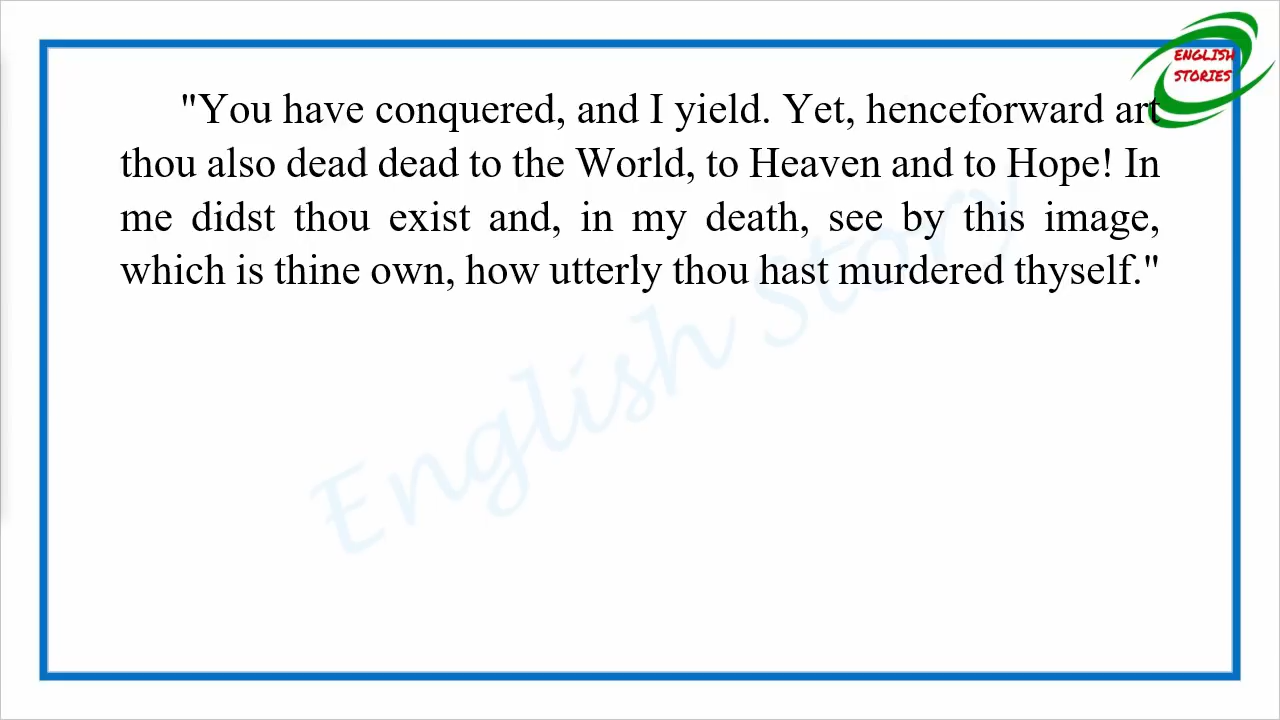 ENGLISH
STORIES
"You have conquered, and I yield. Yet, henceforward art
thou also dead dead to the World, to Heaven and to Hope! In
me didst thou exist and, in my death, see by this image,
which is thine own, how utterly thou hast murdered thyself."
English Story